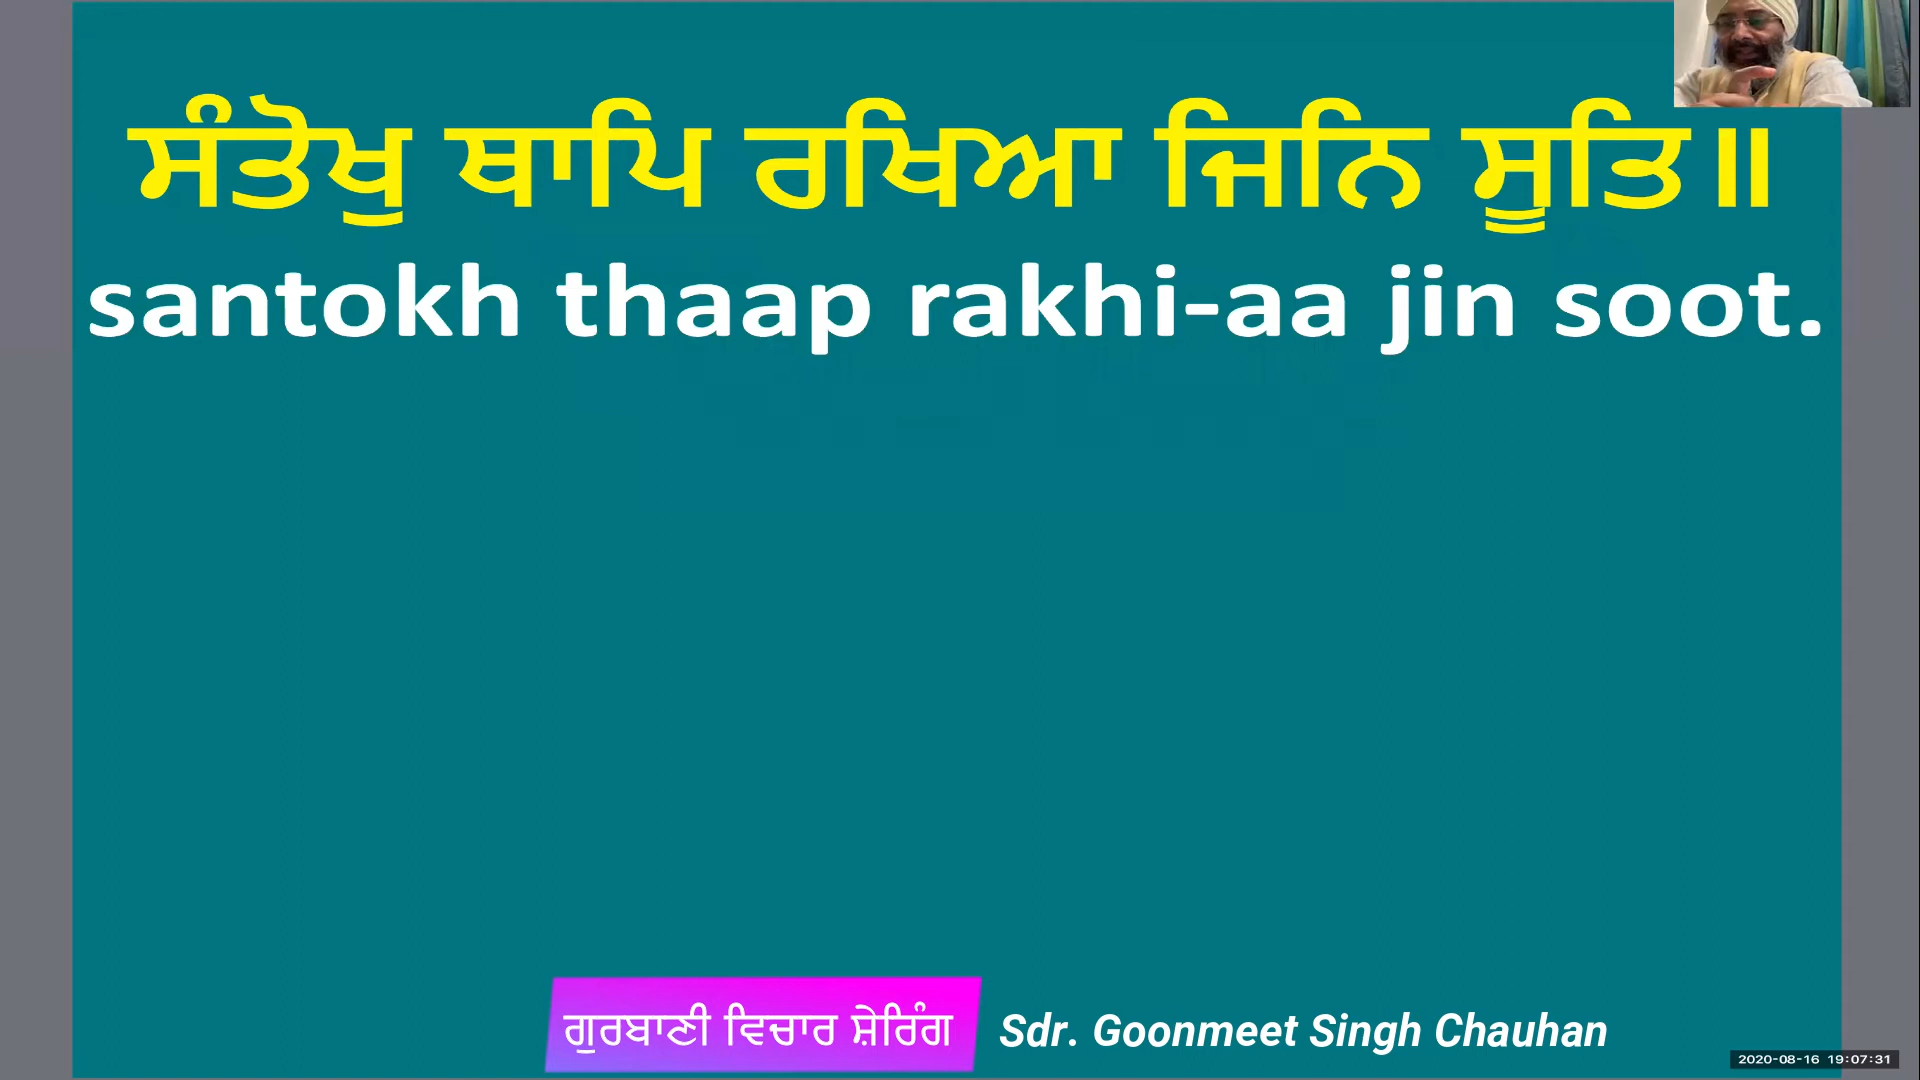 ਸੰਤੋਖੁ ਥਾਪਿ ਰਖਿਆ ਜਿਨਿ ਸੂਤਿ॥
santokh thaap rakhi-aa jin soot.
ਗੁਰਬਾਣੀ ਵਿਚਾਰ ਸ਼ੇਰਿੰਗ Sdr. Goonmeet Singh Chauhan
2020-08-16 19:07:31